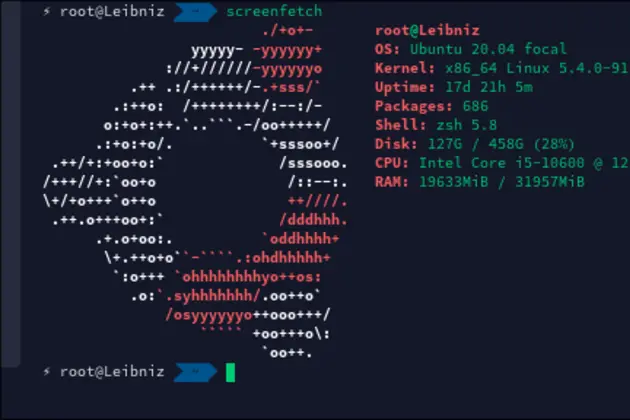 ⚡ root@Leibniz ~ screenfetch
./+o+- root@Leibniz
yyyyy- -yyyyyy+ OS: Ubuntu 20.04 focal
://+//////-yyyyyyo Kernel: x86_64 Linux 5.4.0-91
.++ .:/++++++/-.+sss/` Uptime: 17d 21h 5m
.:++o: /++++++++/:--:/- Packages: 686
o:+o+:++.`..```.-/oo+++++/ Shell: zsh 5.8
.:+o:+o/. `+sssoo+/ Disk: 127G / 458G (28%)
.++/+:+oo+o:` /sssooo. CPU: Intel Core i5-10600 @ 12
/+++//+:`oo+o /::--:. RAM: 19633MiB / 31957MiB
\+/+o+++`o++o ++////.
.++.o+++oo+:` /dddhhh.
.+.o+oo:. `oddhhhh+
\+.++o+o``-````.:ohdhhhhh+
`:o+++ `ohhhhhhhhyo++os:
.o:`.syhhhhhhh/.oo++o`
/osyyyyyyo++ooo+++/
````` +oo+++o\:
`oo++.
⚡ root@Leibniz ~